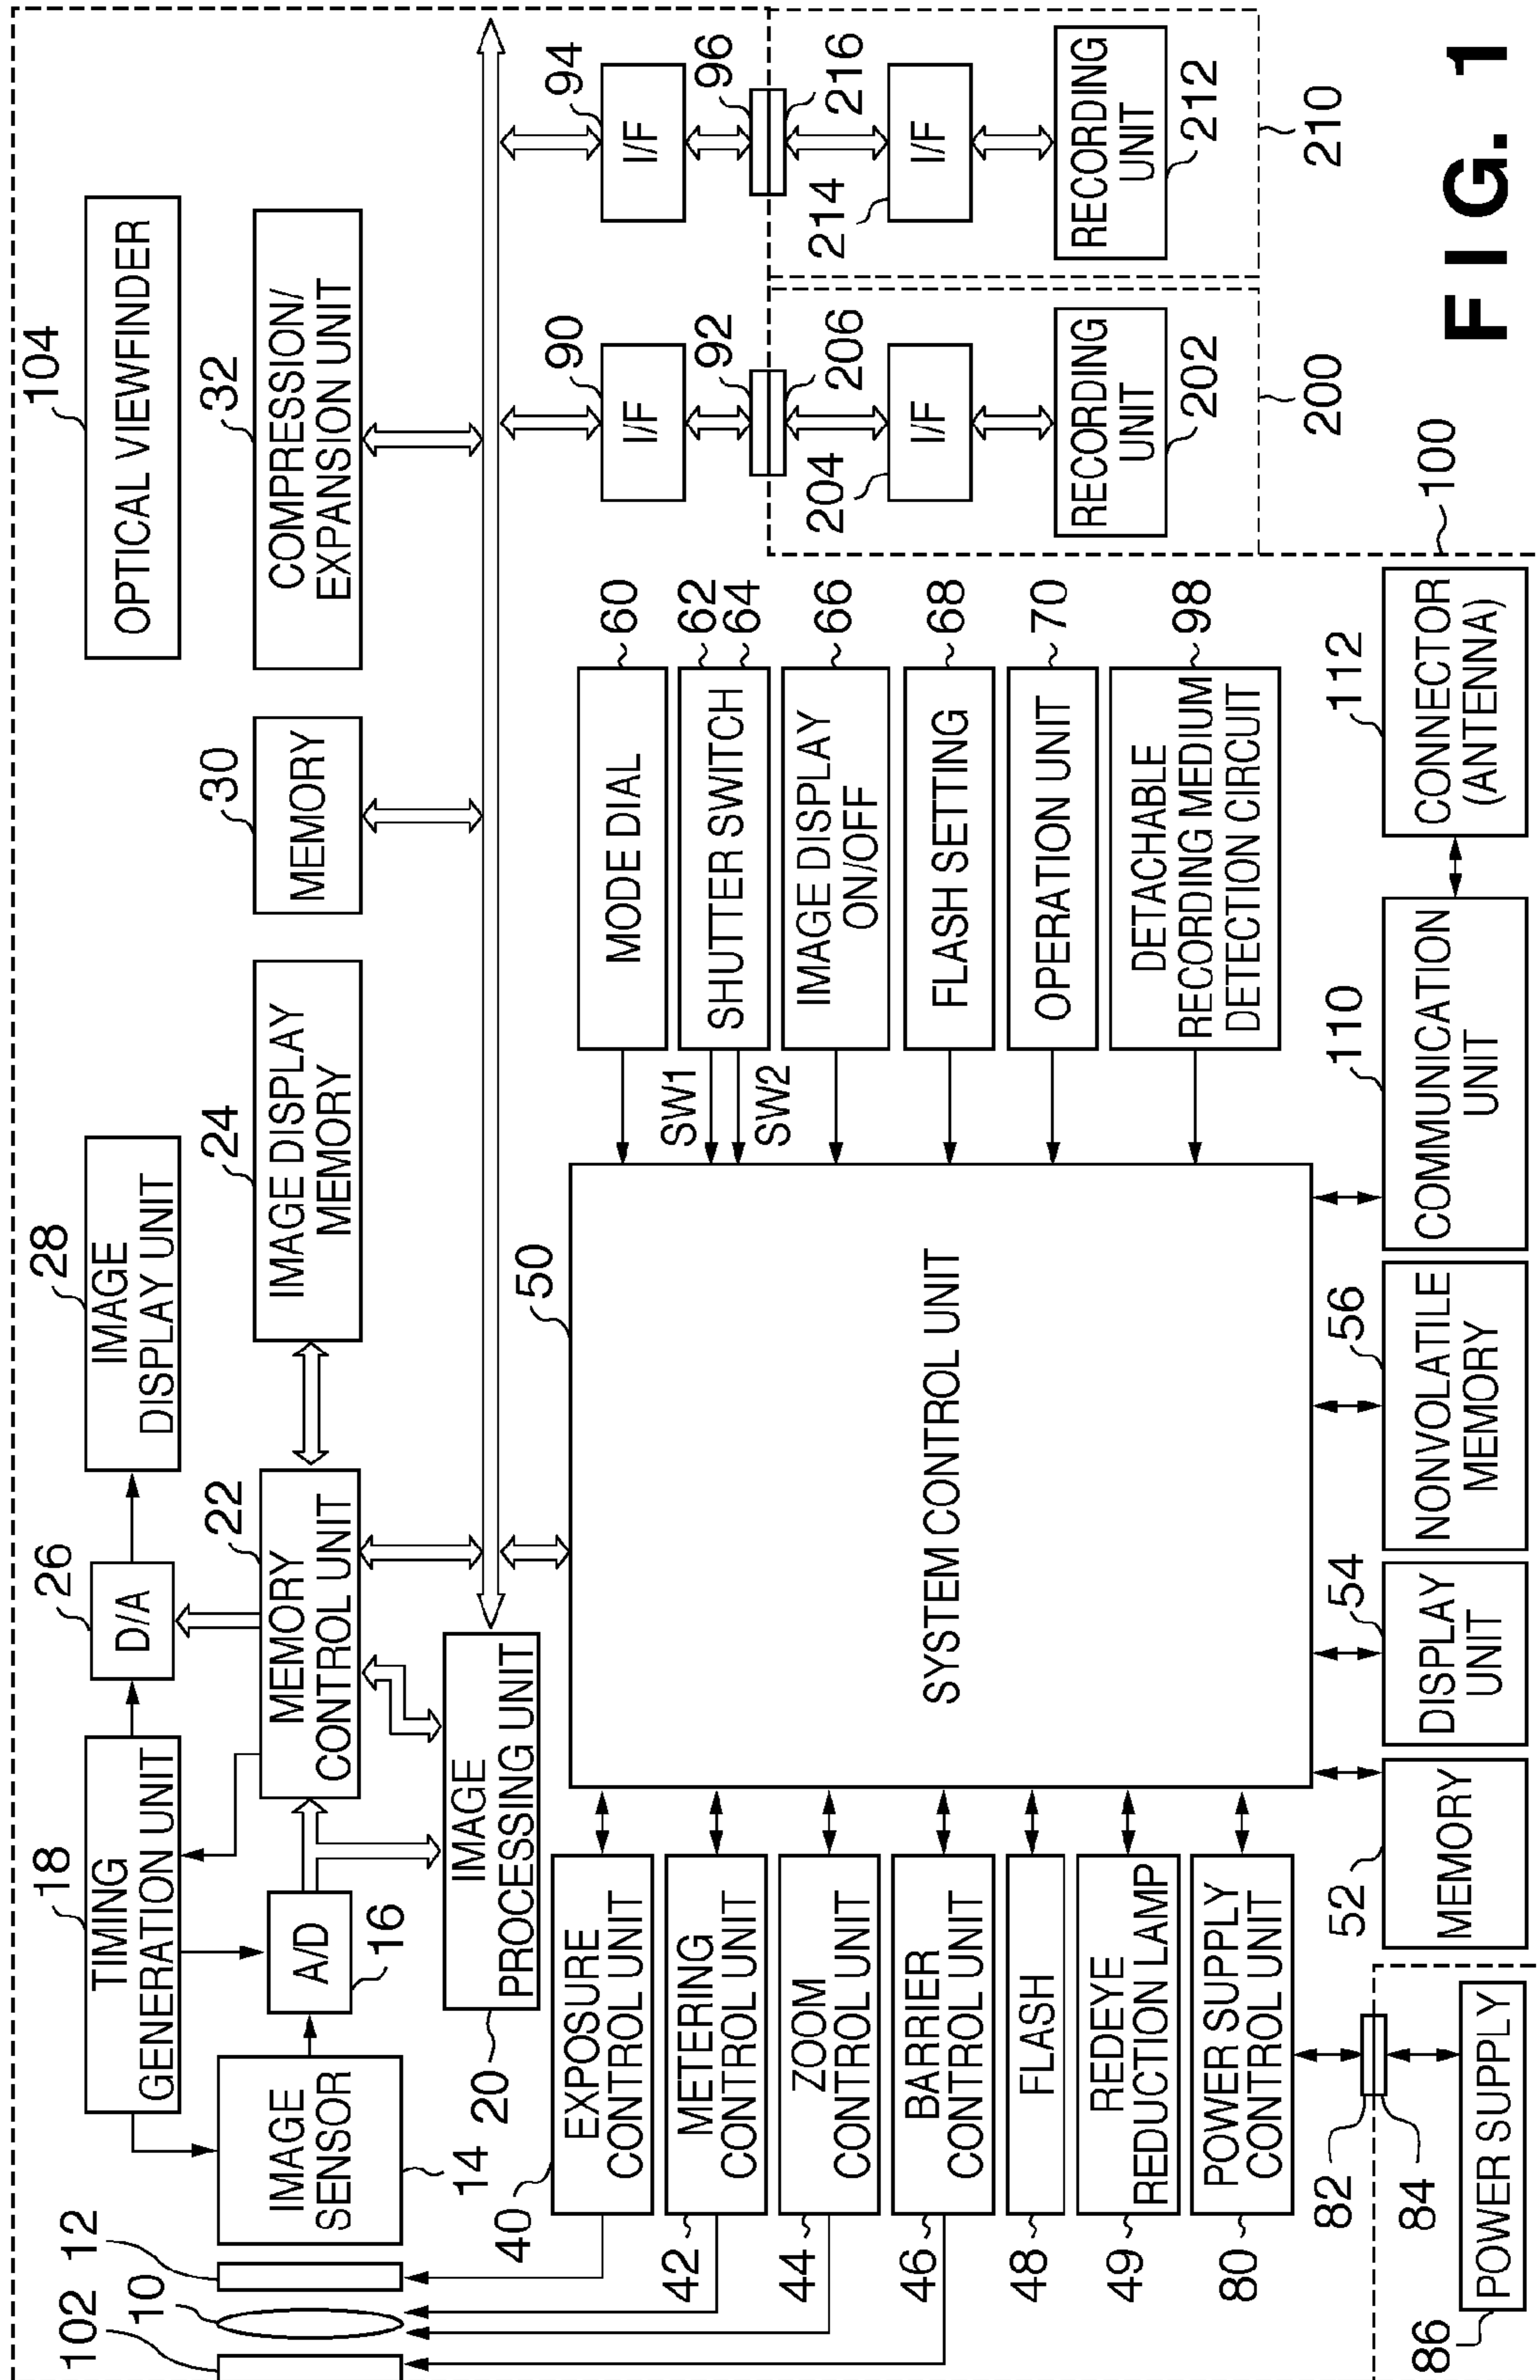 102
10
12
IMAGE
SENSOR
14
18
TIMING
GENERATION UNIT
A/D
16
26
D/A
22
MEMORY
CONTROL UNIT
28
IMAGE
DISPLAY UNIT
24
IMAGE DISPLAY
MEMORY
30
MEMORY
104
OPTICAL VIEWFINDER
32
COMPRESSION/
EXPANSION UNIT
20
IMAGE
PROCESSING UNIT
40
EXPOSURE
CONTROL UNIT
42
METERING
CONTROL UNIT
44
ZOOM
CONTROL UNIT
46
BARRIER
CONTROL UNIT
48
FLASH
49
REDEYE
REDUCTION LAMP
80
POWER SUPPLY
CONTROL UNIT
50
SYSTEM CONTROL UNIT
SW1
SW2
MODE DIAL
60
SHUTTER SWITCH
62
64
IMAGE DISPLAY
ON/OFF
66
FLASH SETTING
68
OPERATION UNIT
70
DETACHABLE
RECORDING MEDIUM
DETECTION CIRCUIT
98
90
I/F
92
206
204
I/F
RECORDING
UNIT
202
200
94
I/F
96
216
214
I/F
RECORDING
UNIT
212
210
82
84
86
POWER SUPPLY
52
MEMORY
54
DISPLAY
UNIT
56
NONVOLATILE
MEMORY
110
COMMUNICATION
UNIT
112
CONNECTOR
(ANTENNA)
100
FIG. 1